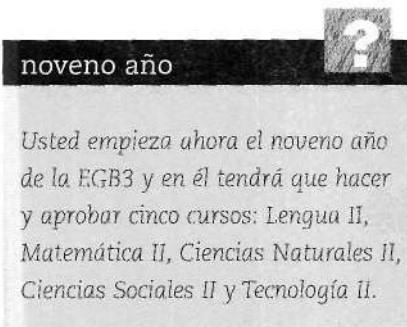 ?
noveno año
Usted empieza ahora el noveno año
de la EGB3 y en él tendrá que hacer
y aprobar cinco cursos: Lengua II,
Matemática II, Ciencias Naturales II,
Ciencias Sociales II y Tecnología II.